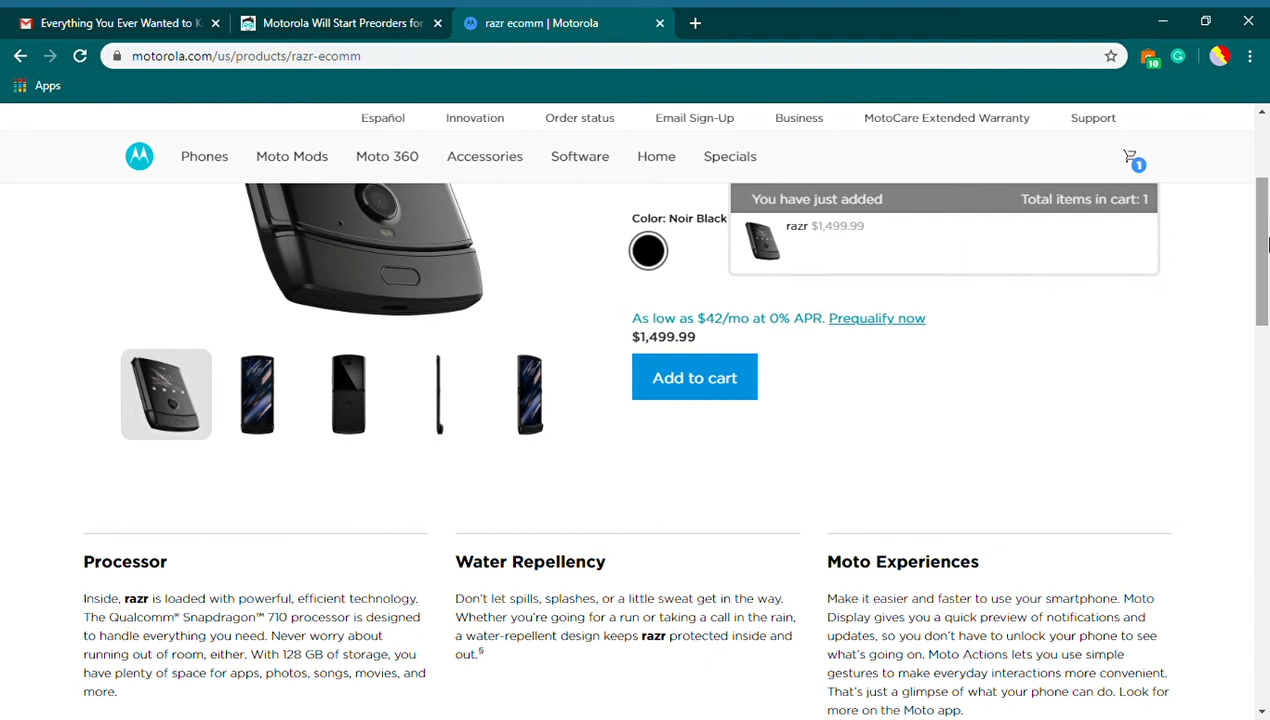 Everything You Ever Wanted to K
Motorola Will Start Preorders for
razr ecomm | Motorola
motorola.com/us/products/razr-ecomm
10
Apps
Español Innovation Order status Email Sign-Up Business MotoCare Extended Warranty Support
Phones Moto Mods Moto 360 Accessories Software Home Specials
1
You have just added Total items in cart: 1
razr $1,499.99
Color: Noir Black
As low as $42/mo at 0% APR. Prequalify now
$1,499.99
Add to cart
Processor
Inside, razr is loaded with powerful, efficient technology.
The Qualcomm® Snapdragon™ 710 processor is designed
to handle everything you need. Never worry about
running out of room, either. With 128 GB of storage, you
have plenty of space for apps, photos, songs, movies, and
more.
Water Repellency
Don't let spills, splashes, or a little sweat get in the way.
Whether you're going for a run or taking a call in the rain,
a water-repellent design keeps razr protected inside and
out.§
Moto Experiences
Make it easier and faster to use your smartphone. Moto
Display gives you a quick preview of notifications and
updates, so you don't have to unlock your phone to see
what's going on. Moto Actions lets you use simple
gestures to make everyday interactions more convenient.
That's just a glimpse of what your phone can do. Look for
more on the Moto app.